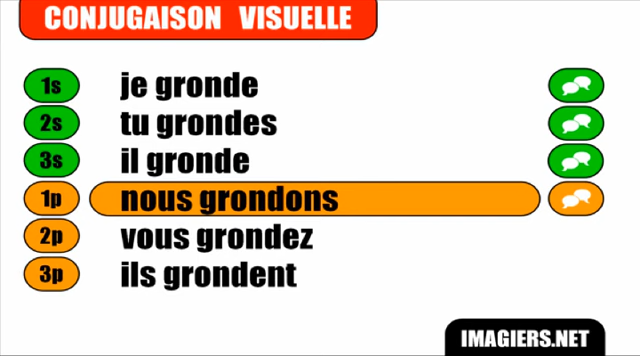 CONJUGAISON VISUELLE
1s je gronde
2s tu grondes
3s il gronde
1p nous grondons
2p vous grondez
3p ils grondent
IMAGIERS.NET